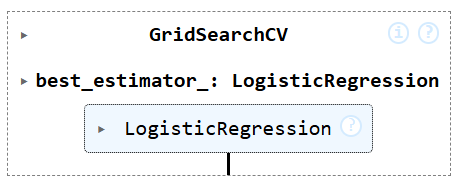 ▸ GridSearchCV i ?
▸ best_estimator_: LogisticRegression
▸ LogisticRegression ?